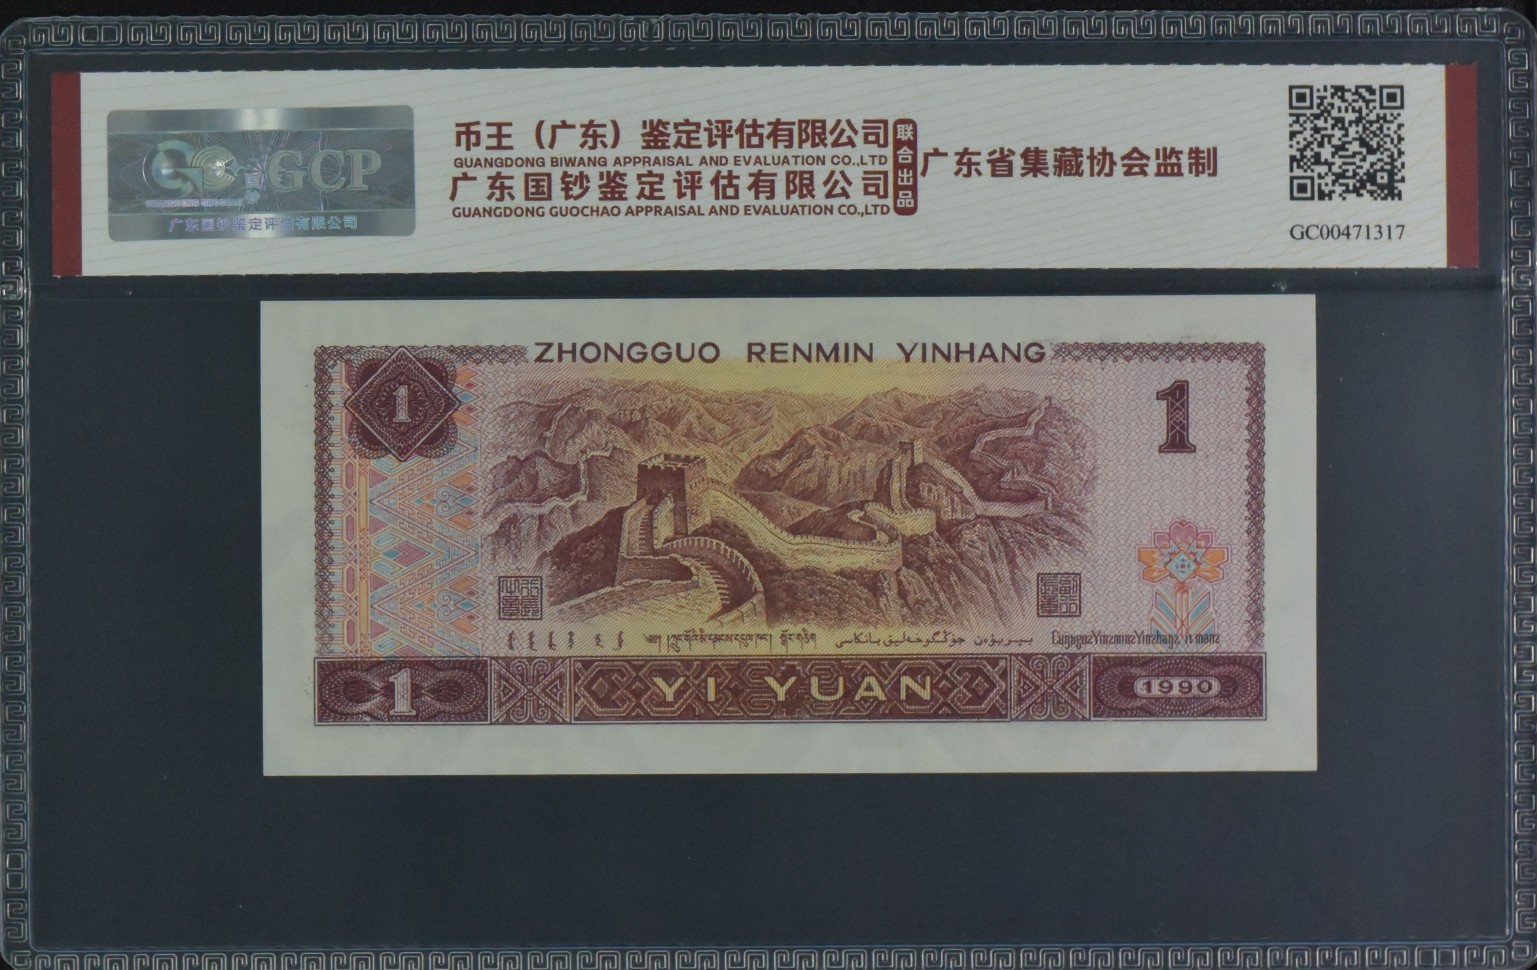 币王（广东）鉴定评估有限公司
GUANGDONG BIWANG APPRAISAL AND EVALUATION CO.,LTD
广东国钞鉴定评估有限公司
GUANGDONG GUOCHAO APPRAISAL AND EVALUATION CO.,LTD
联合出品
广东省集藏协会监制
GCP
广东国钞鉴定评估有限公司
GC00471317
ZHONGGUO RENMIN YINHANG
1
1
1
YI YUAN
1990